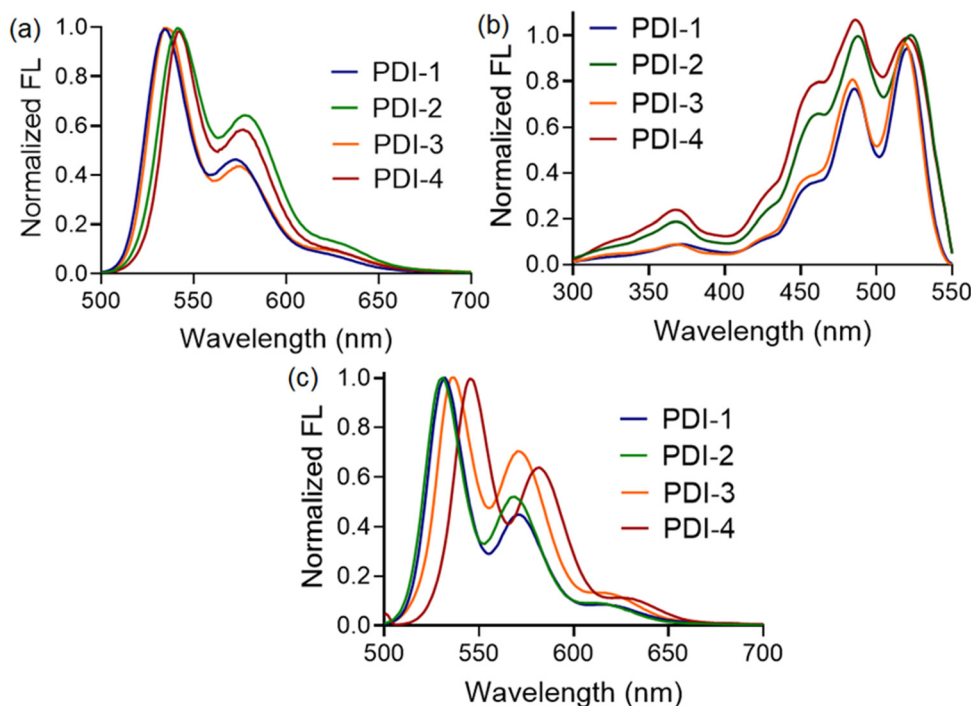 (a)
Normalized FL
1.0
0.8
0.6
0.4
0.2
0.0
500 550 600 650 700
Wavelength (nm)
PDI-1
PDI-2
PDI-3
PDI-4
(b)
Normalized FL
1.0
0.8
0.6
0.4
0.2
0.0
300 350 400 450 500 550
Wavelength (nm)
PDI-1
PDI-2
PDI-3
PDI-4
(c)
Normalized FL
1.0
0.8
0.6
0.4
0.2
0.0
500 550 600 650 700
Wavelength (nm)
PDI-1
PDI-2
PDI-3
PDI-4